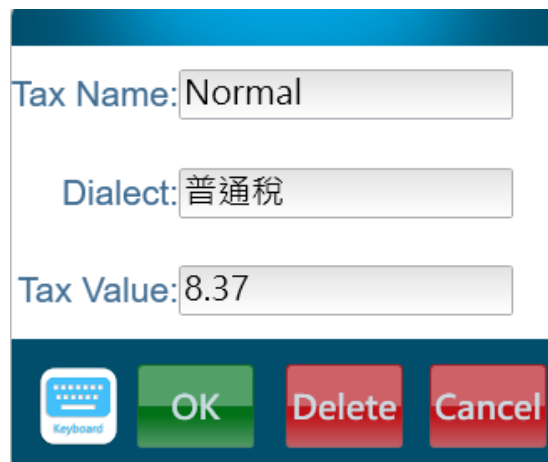 Tax Name: Normal
Dialect: 普通稅
Tax Value: 8.37
Keyboard OK Delete Cancel